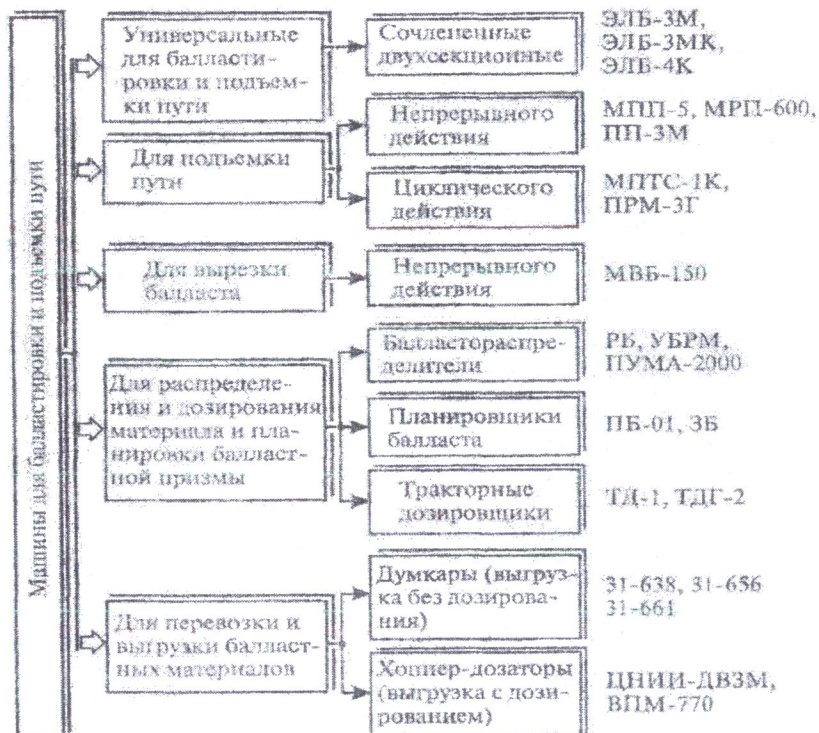 Машины для балластировки и подъемки пути
Универсальные
для балласти-
ровки и подъем-
ки пути
Сочлененные
двухсекционные
ЭЛБ-3М,
ЭЛБ-3МК,
ЭЛБ-4К
Для подъемки
пути
Непрерывного
действия
МПП-5, МРП-600,
ПП-3М
Циклического
действия
МПТС-1К,
ПРМ-3Г
Для вырезки
балласта
Непрерывного
действия
МВБ-150
Для распределе-
ния и дозирования
материала и пла-
нировки балласт-
ной призмы
Балластораспре-
делители
РБ, УБРМ,
ПУМА-2000
Планировщики
балласта
ПБ-01, ЗБ
Тракторные
дозировщики
ТД-1, ТДГ-2
Для перевозки и
выгрузки балласт-
ных материалов
Думкары (выгруз-
ка без дозирова-
ния)
31-638, 31-656
31-661
Хоппер-дозаторы
(выгрузка с дози-
рованием)
ЦНИИ-ДВЗМ,
ВПМ-770